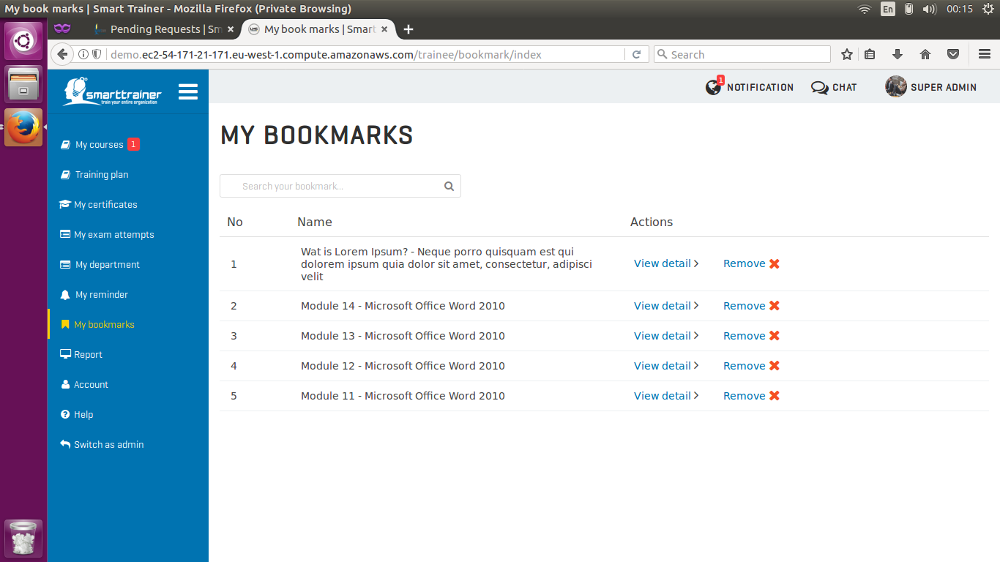 My book marks | Smart Trainer - Mozilla Firefox (Private Browsing)
En
00:15
Pending Requests | Sm
My book marks | Smart
demo.ec2-54-171-21-171.eu-west-1.compute.amazonaws.com/trainee/bookmark/index
Search
smarttrainer
train your entire organization
1
NOTIFICATION
CHAT
SUPER ADMIN
My courses 1
Training plan
My certificates
My exam attempts
My department
My reminder
My bookmarks
Report
Account
Help
Switch as admin
MY BOOKMARKS
Search your bookmark...
No Name Actions
1 Wat is Lorem Ipsum? - Neque porro quisquam est qui
dolorem ipsum quia dolor sit amet, consectetur, adipisci
velit
View detail Remove
2 Module 14 - Microsoft Office Word 2010 View detail Remove
3 Module 13 - Microsoft Office Word 2010 View detail Remove
4 Module 12 - Microsoft Office Word 2010 View detail Remove
5 Module 11 - Microsoft Office Word 2010 View detail Remove